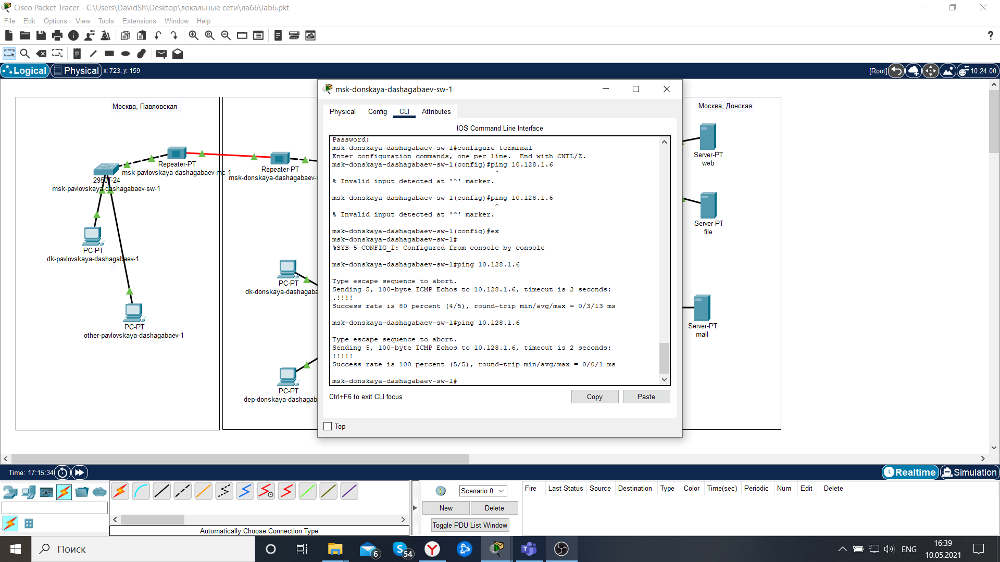 Cisco Packet Tracer - C:\Users\DavidSh\Desktop\локальные сети\лаб6\lab6.pkt
File Edit Options View Tools Extensions Window Help
Logical Physical x: 723, y: 159
[Root] 10:24:00
Москва, Павловская
Repeater-PT
msk-pavlovskaya-dashagabaev-mc-1
2950T-24
msk-pavlovskaya-dashagabaev-sw-1
PC-PT
dk-pavlovskaya-dashagabaev-1
PC-PT
other-pavlovskaya-dashagabaev-1
Repeater-PT
msk-donskaya-dashagabaev-
PC-PT
dk-donskaya-dashagaba
PC-PT
dep-donskaya-dashagab
msk-donskaya-dashagabaev-sw-1
Physical Config CLI Attributes
IOS Command Line Interface
Password:
msk-donskaya-dashagabaev-sw-1#configure terminal
Enter configuration commands, one per line. End with CNTL/Z.
msk-donskaya-dashagabaev-sw-1(config)#ping 10.128.1.6
^
% Invalid input detected at '^' marker.
msk-donskaya-dashagabaev-sw-1(config)#ping 10.128.1.6
^
% Invalid input detected at '^' marker.
msk-donskaya-dashagabaev-sw-1(config)#ex
msk-donskaya-dashagabaev-sw-1#
%SYS-5-CONFIG_I: Configured from console by console
msk-donskaya-dashagabaev-sw-1#ping 10.128.1.6
Type escape sequence to abort.
Sending 5, 100-byte ICMP Echos to 10.128.1.6, timeout is 2 seconds:
.!!!!
Success rate is 80 percent (4/5), round-trip min/avg/max = 0/3/13 ms
msk-donskaya-dashagabaev-sw-1#ping 10.128.1.6
Type escape sequence to abort.
Sending 5, 100-byte ICMP Echos to 10.128.1.6, timeout is 2 seconds:
!!!!!
Success rate is 100 percent (5/5), round-trip min/avg/max = 0/0/1 ms
msk-donskaya-dashagabaev-sw-1#
Ctrl+F6 to exit CLI focus
Copy Paste
Top
Москва, Донская
Server-PT
web
Server-PT
file
Server-PT
mail
Time: 17:15:34
Realtime Simulation
Automatically Choose Connection Type
Scenario 0
New Delete
Toggle PDU List Window
Fire Last Status Source Destination Type Color Time(sec) Periodic Num Edit Delete
Поиск
6
54
ENG
16:39
10.05.2021